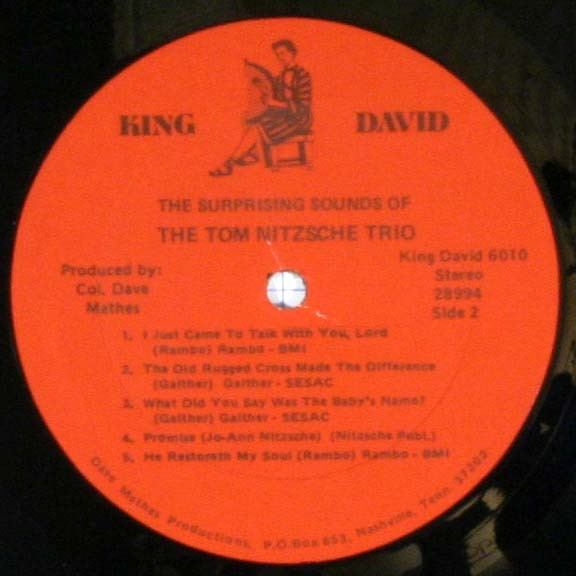 KING DAVID
THE SURPRISING SOUNDS OF
THE TOM NITZSCHE TRIO
Produced by:
Col. Dave
Mathes
King David 6010
Stereo
28994
Side 2
1. I Just Came To Talk With You, Lord
(Rambo) Rambo - BMI
2. The Old Rugged Cross Made The Difference
(Gaither) Gaither - SESAC
3. What Did You Say Was The Baby's Name?
(Gaither) Gaither - SESAC
4. Promise (Jo-Ann Nitzsche) (Nitzsche Publ.)
5. He Restoreth My Soul (Rambo) Rambo - BMI
Dave Mathes Productions, P.O.Box 853, Nashville, Tenn. 37202